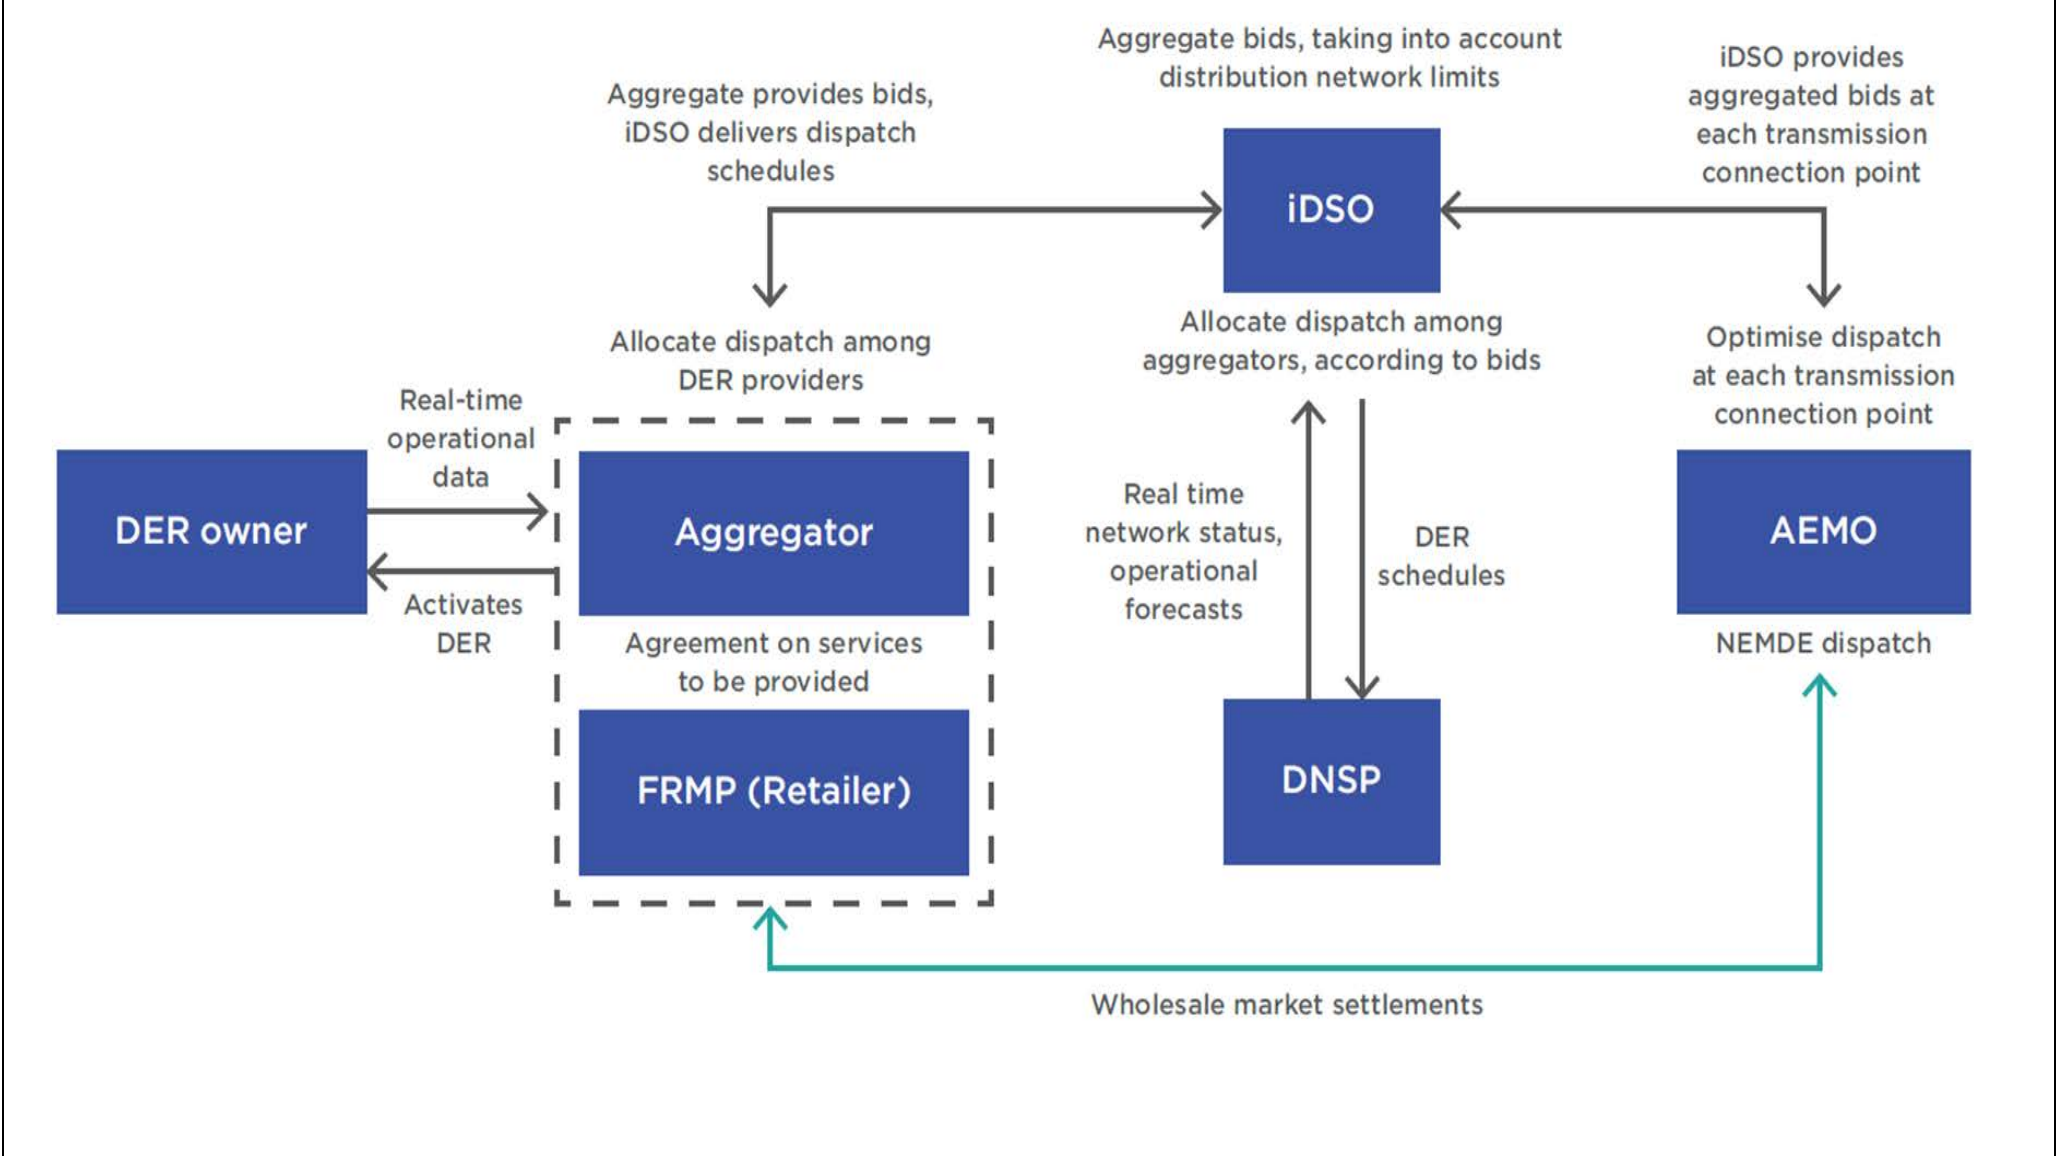 Aggregate bids, taking into account
distribution network limits
iDSO provides
aggregated bids at
each transmission
connection point
Aggregate provides bids,
iDSO delivers dispatch
schedules
iDSO
Allocate dispatch among
aggregators, according to bids
Optimise dispatch
at each transmission
connection point
Allocate dispatch among
DER providers
Real-time
operational
data
DER owner
Activates
DER
Aggregator
Agreement on services
to be provided
FRMP (Retailer)
Real time
network status,
operational
forecasts
DER
schedules
DNSP
AEMO
NEMDE dispatch
Wholesale market settlements